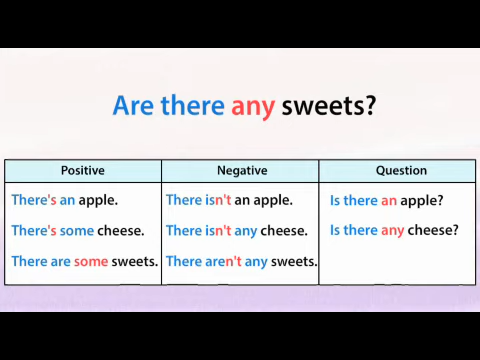 Are there any sweets?
Positive Negative Question
There's an apple. There isn't an apple. Is there an apple?
There's some cheese. There isn't any cheese. Is there any cheese?
There are some sweets. There aren't any sweets.